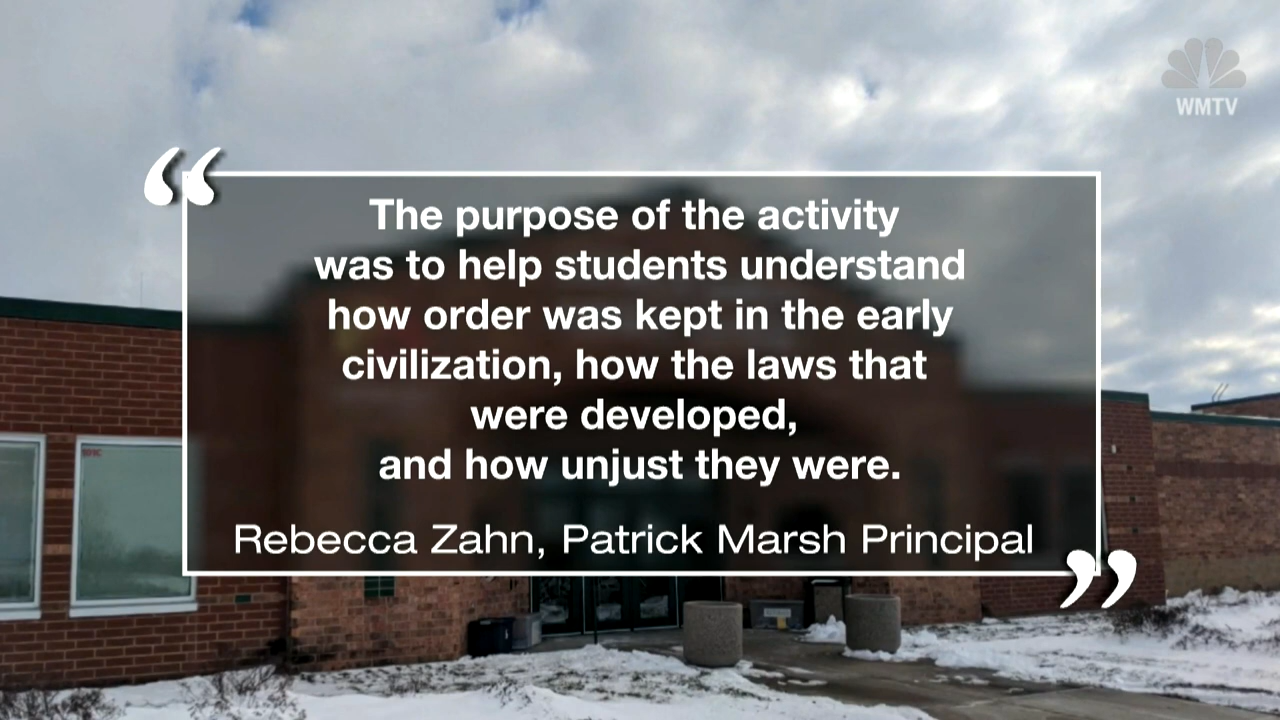 WMTV
“
The purpose of the activity
was to help students understand
how order was kept in the early
civilization, how the laws that
were developed,
and how unjust they were.
Rebecca Zahn, Patrick Marsh Principal
”